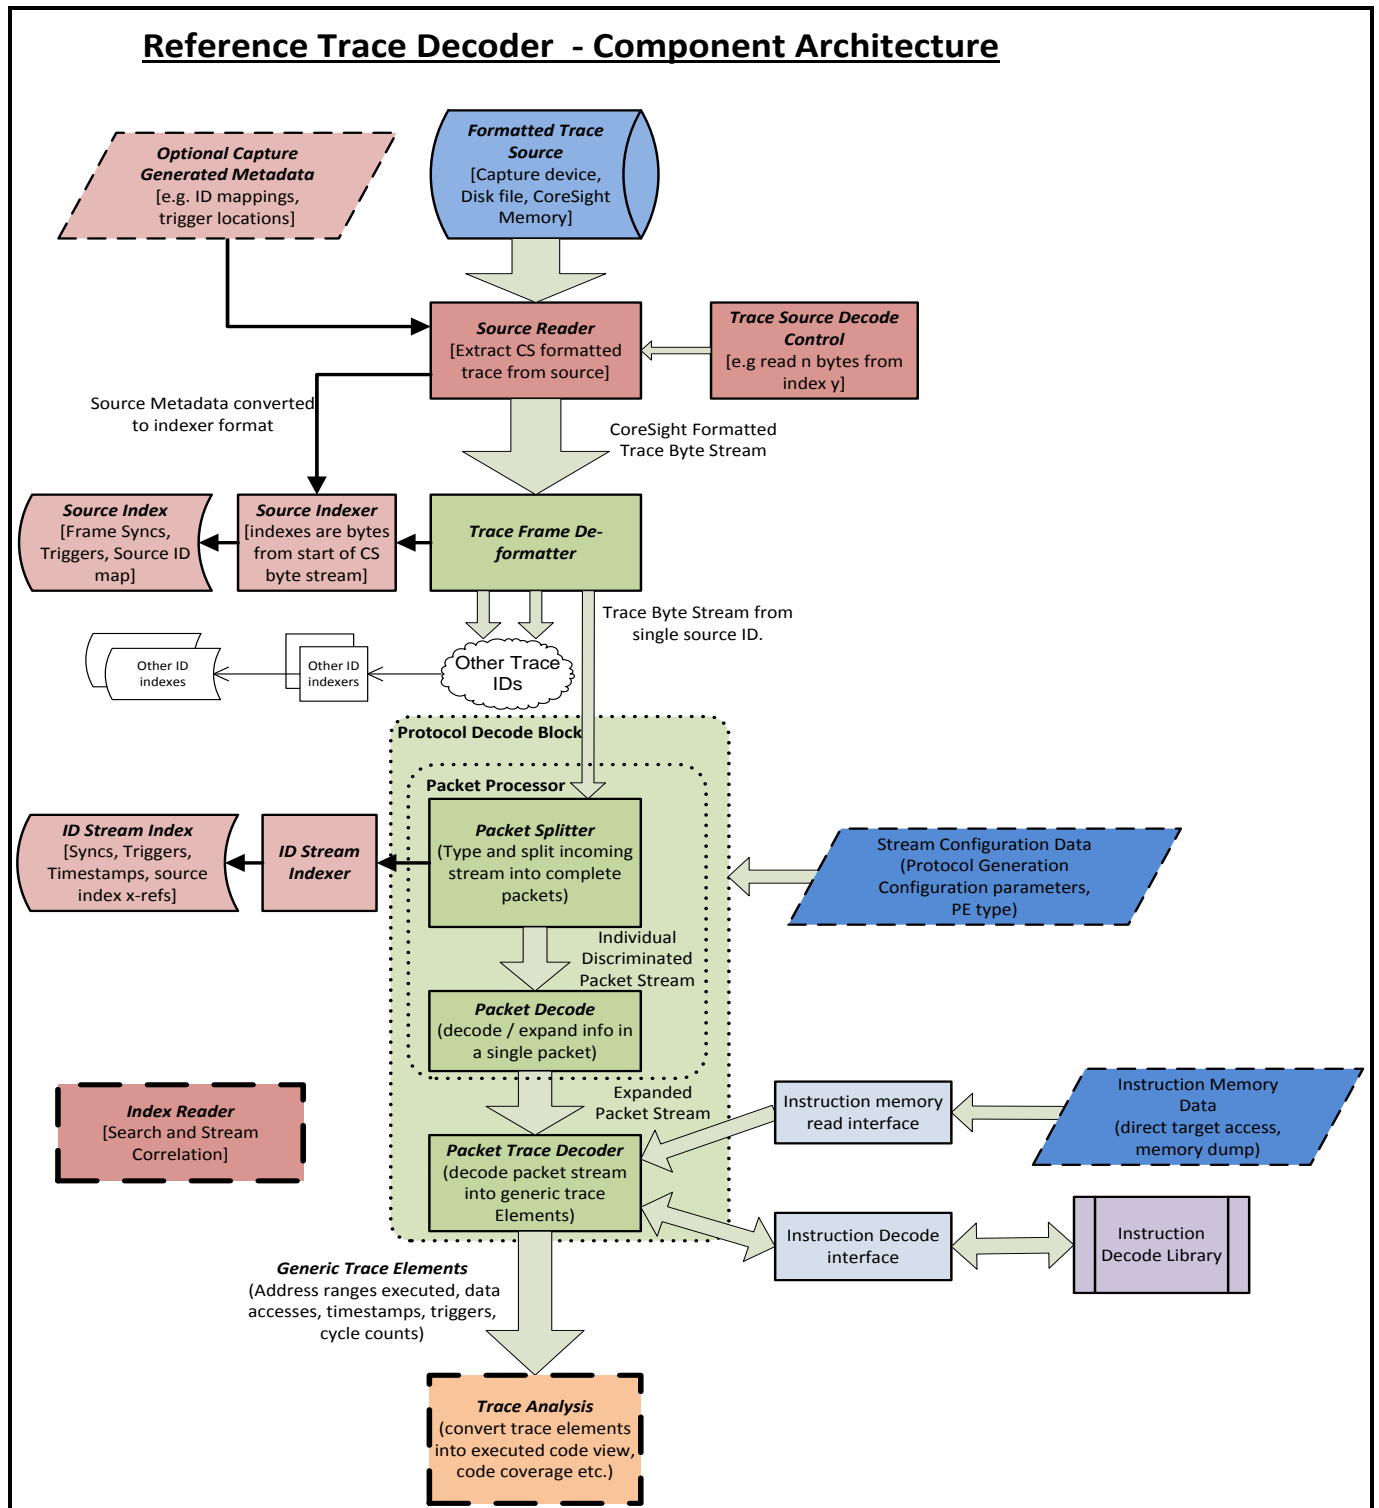 Reference Trace Decoder - Component Architecture
Optional Capture
Generated Metadata
[e.g. ID mappings,
trigger locations]
Formatted Trace
Source
[Capture device,
Disk file, CoreSight
Memory]
Source Reader
[Extract CS formatted
trace from source]
Trace Source Decode
Control
[e.g read n bytes from
index y]
Source Metadata converted
to indexer format
CoreSight Formatted
Trace Byte Stream
Source Index
[Frame Syncs,
Triggers, Source ID
map]
Source Indexer
[indexes are bytes
from start of CS
byte stream]
Trace Frame De-
formatter
Trace Byte Stream from
single source ID.
Other ID
indexes
Other ID
indexers
Other Trace
IDs
Protocol Decode Block
Packet Processor
ID Stream Index
[Syncs, Triggers,
Timestamps, source
index x-refs]
ID Stream
Indexer
Packet Splitter
(Type and split incoming
stream into complete
packets)
Stream Configuration Data
(Protocol Generation
Configuration parameters,
PE type)
Individual
Discriminated
Packet Stream
Packet Decode
(decode / expand info in
a single packet)
Expanded
Packet Stream
Index Reader
[Search and Stream
Correlation]
Instruction memory
read interface
Instruction Memory
Data
(direct target access,
memory dump)
Packet Trace Decoder
(decode packet stream
into generic trace
Elements)
Instruction Decode
interface
Instruction
Decode Library
Generic Trace Elements
(Address ranges executed, data
accesses, timestamps, triggers,
cycle counts)
Trace Analysis
(convert trace elements
into executed code view,
code coverage etc.)